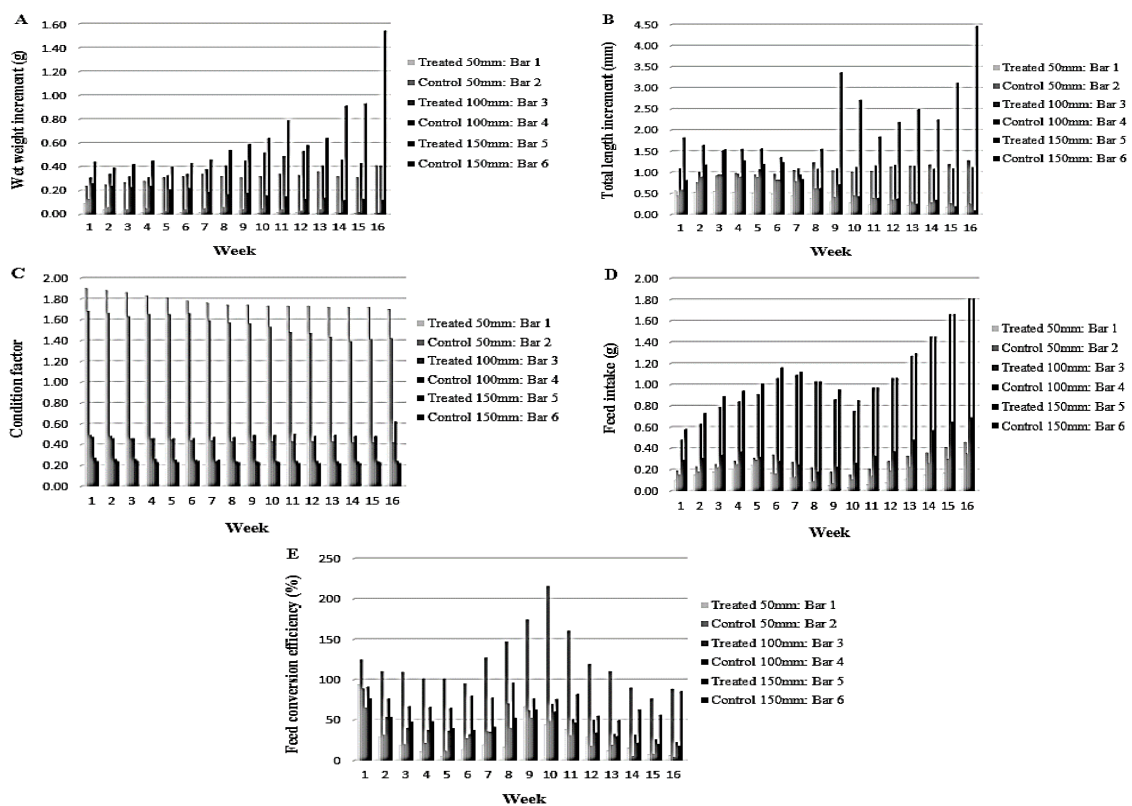 A
Wet weight increment (g)
1.60
1.40
1.20
1.00
0.80
0.60
0.40
0.20
0.00
1 2 3 4 5 6 7 8 9 10 11 12 13 14 15 16
Week
Treated 50mm: Bar 1
Control 50mm: Bar 2
Treated 100mm: Bar 3
Control 100mm: Bar 4
Treated 150mm: Bar 5
Control 150mm: Bar 6
B
Total length increment (mm)
4.50
4.00
3.50
3.00
2.50
2.00
1.50
1.00
0.50
0.00
1 2 3 4 5 6 7 8 9 10 11 12 13 14 15 16
Week
Treated 50mm: Bar 1
Control 50mm: Bar 2
Treated 100mm: Bar 3
Control 100mm: Bar 4
Treated 150mm: Bar 5
Control 150mm: Bar 6
C
Condition factor
2.00
1.80
1.60
1.40
1.20
1.00
0.80
0.60
0.40
0.20
0.00
1 2 3 4 5 6 7 8 9 10 11 12 13 14 15 16
Week
Treated 50mm: Bar 1
Control 50mm: Bar 2
Treated 100mm: Bar 3
Control 100mm: Bar 4
Treated 150mm: Bar 5
Control 150mm: Bar 6
D
Feed intake (g)
2.00
1.80
1.60
1.40
1.20
1.00
0.80
0.60
0.40
0.20
0.00
1 2 3 4 5 6 7 8 9 10 11 12 13 14 15 16
Week
Treated 50mm: Bar 1
Control 50mm: Bar 2
Treated 100mm: Bar 3
Control 100mm: Bar 4
Treated 150mm: Bar 5
Control 150mm: Bar 6
E
Feed conversion efficiency (%)
250
200
150
100
50
0
1 2 3 4 5 6 7 8 9 10 11 12 13 14 15 16
Week
Treated 50mm: Bar 1
Control 50mm: Bar 2
Treated 100mm: Bar 3
Control 100mm: Bar 4
Treated 150mm: Bar 5
Control 150mm: Bar 6